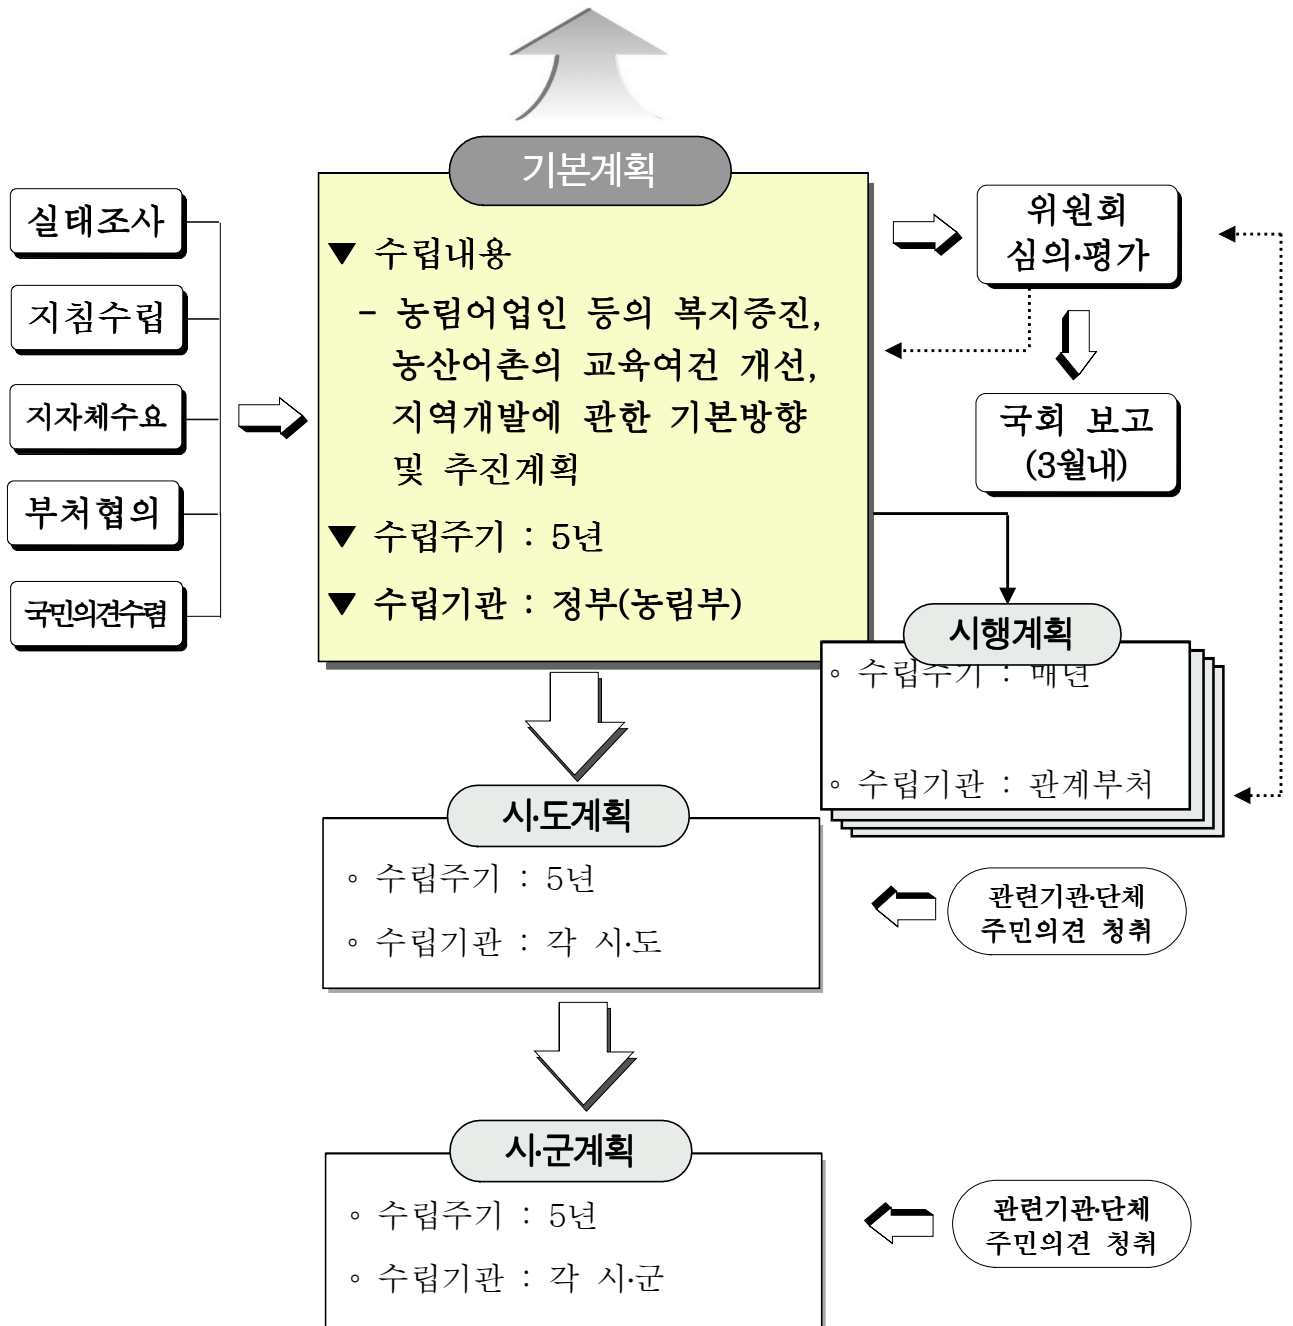 기본계획
실태조사
지침수립
지자체수요
부처협의
국민의견수렴
▼ 수립내용
- 농림어업인 등의 복지증진,
농산어촌의 교육여건 개선,
지역개발에 관한 기본방향
및 추진계획
▼ 수립주기 : 5년
▼ 수립기관 : 정부(농림부)
위원회
심의·평가
국회 보고
(3월내)
시행계획
◦ 수립주기 : 매년
◦ 수립기관 : 관계부처
시·도계획
◦ 수립주기 : 5년
◦ 수립기관 : 각 시·도
관련기관·단체
주민의견 청취
시·군계획
◦ 수립주기 : 5년
◦ 수립기관 : 각 시·군
관련기관·단체
주민의견 청취